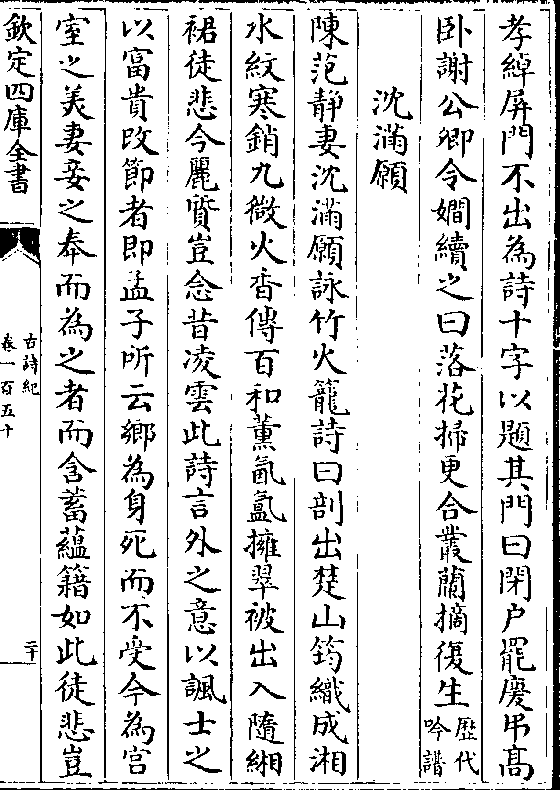 孝綽屏門不出為詩十字以題其門曰閉户罷慶弔髙
卧謝公卿令嫺續之曰落花掃更合叢蘭摘復生歴代吟譜
沈滿願
陳范静妻沈滿願詠竹火籠詩曰剖出楚山筠織成湘
水紋寒銷九微火香傳百和薰氤氲擁翠被出入隨緗
裙徒悲今麗質豈念昔凌雲此詩言外之意以諷士之
以富貴改節者即孟子所云鄉為身死而不受今為宫
室之美妻妾之奉而為之者而含蓄藴籍如此徒悲豈
欽定四庫全書
古詩紀
卷一百五十
二十